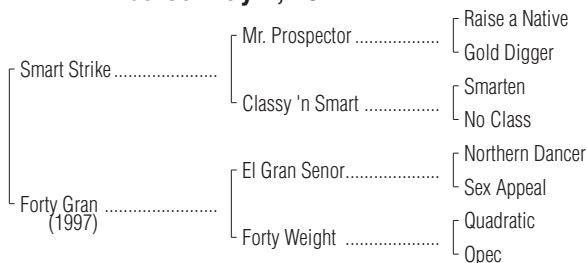 Raise a Native
Mr. Prospector
Gold Digger
Smart Strike
Smarten
Classy 'n Smart
No Class
Northern Dancer
El Gran Senor
Sex Appeal
Forty Gran
(1997)
Quadratic
Forty Weight
Opec